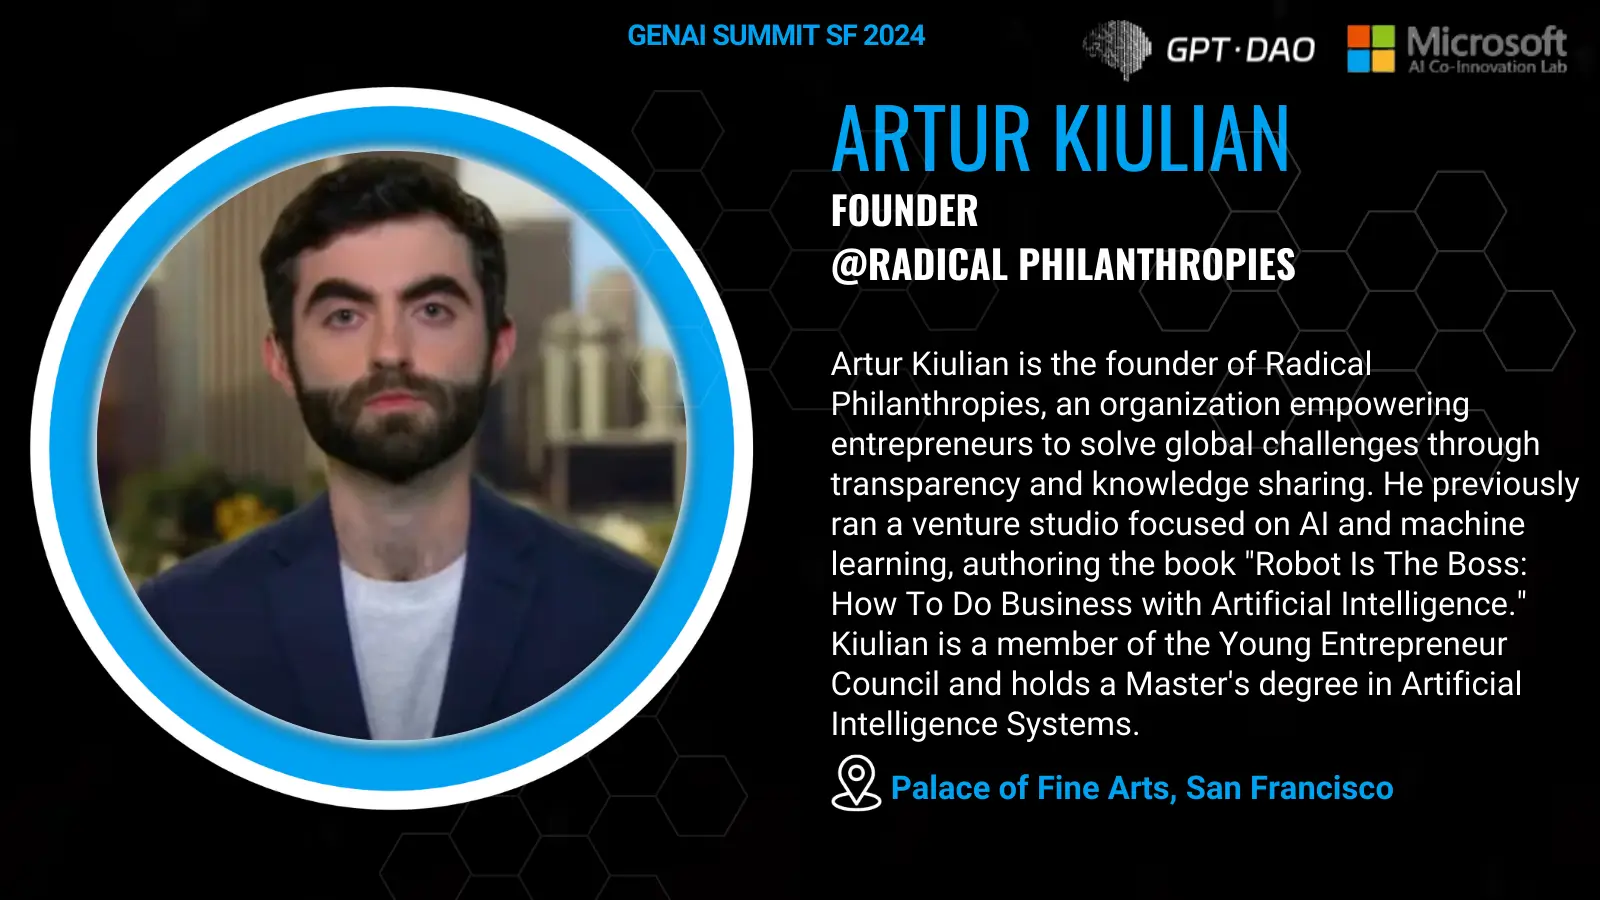 GENAI SUMMIT SF 2024
GPT·DAO
Microsoft
AI Co-Innovation Lab
ARTUR KIULIAN
FOUNDER
@RADICAL PHILANTHROPIES
Artur Kiulian is the founder of Radical
Philanthropies, an organization empowering
entrepreneurs to solve global challenges through
transparency and knowledge sharing. He previously
ran a venture studio focused on AI and machine
learning, authoring the book "Robot Is The Boss:
How To Do Business with Artificial Intelligence."
Kiulian is a member of the Young Entrepreneur
Council and holds a Master's degree in Artificial
Intelligence Systems.
Palace of Fine Arts, San Francisco